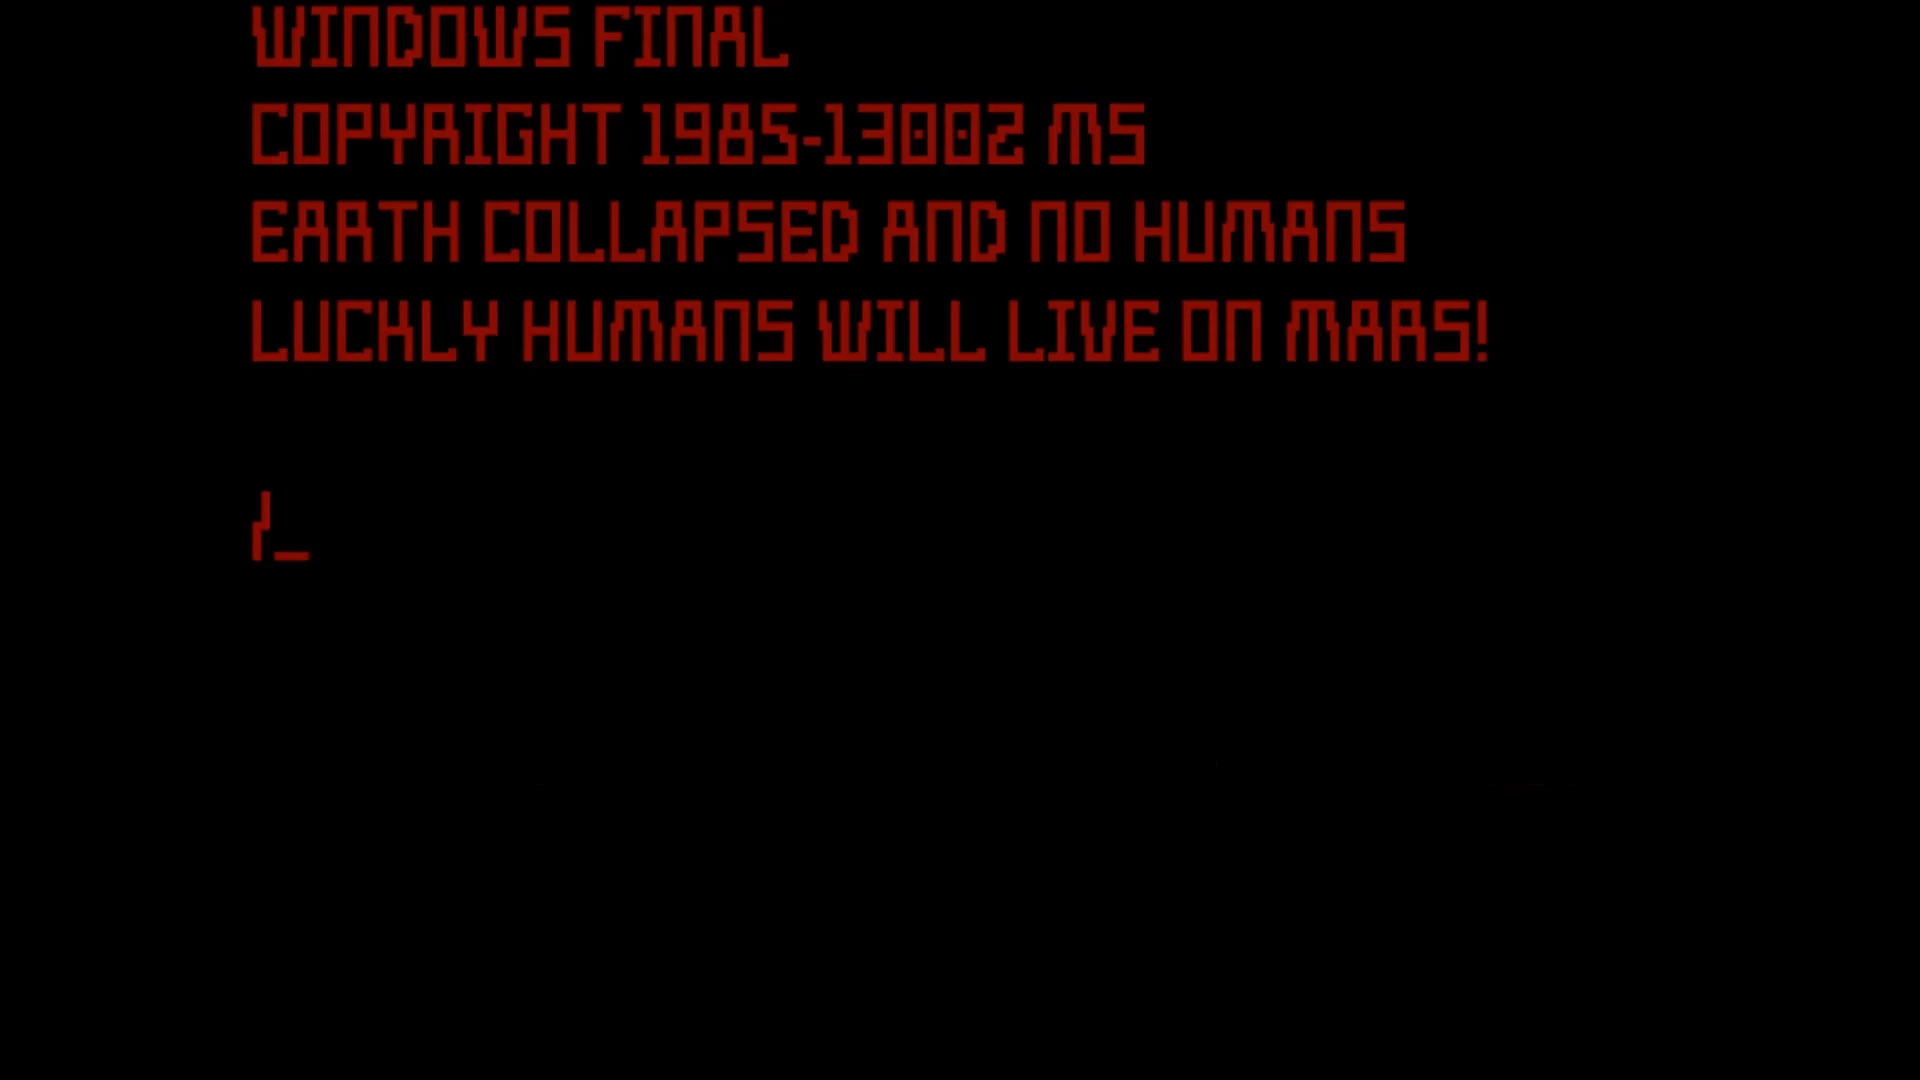 WINDOWS FINAL
COPYRIGHT 1985-13002 MS
EARTH COLLAPSED AND NO HUMANS
LUCKLY HUMANS WILL LIVE ON MARS!
/_